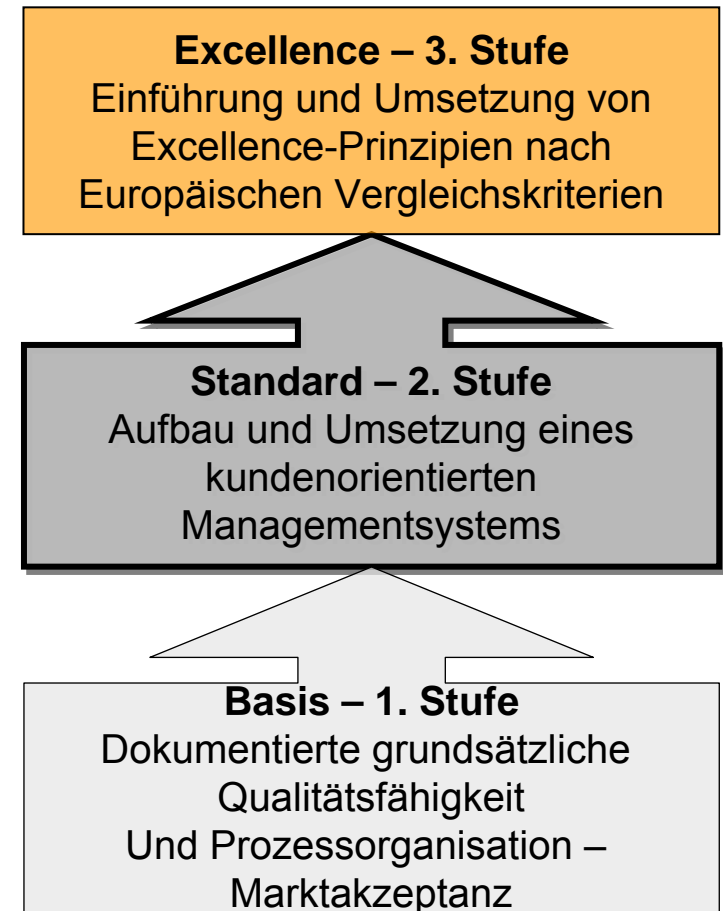 Excellence – 3. Stufe
Einführung und Umsetzung von
Excellence-Prinzipien nach
Europäischen Vergleichskriterien
Standard – 2. Stufe
Aufbau und Umsetzung eines
kundenorientierten
Managementsystems
Basis – 1. Stufe
Dokumentierte grundsätzliche
Qualitätsfähigkeit
Und Prozessorganisation –
Marktakzeptanz